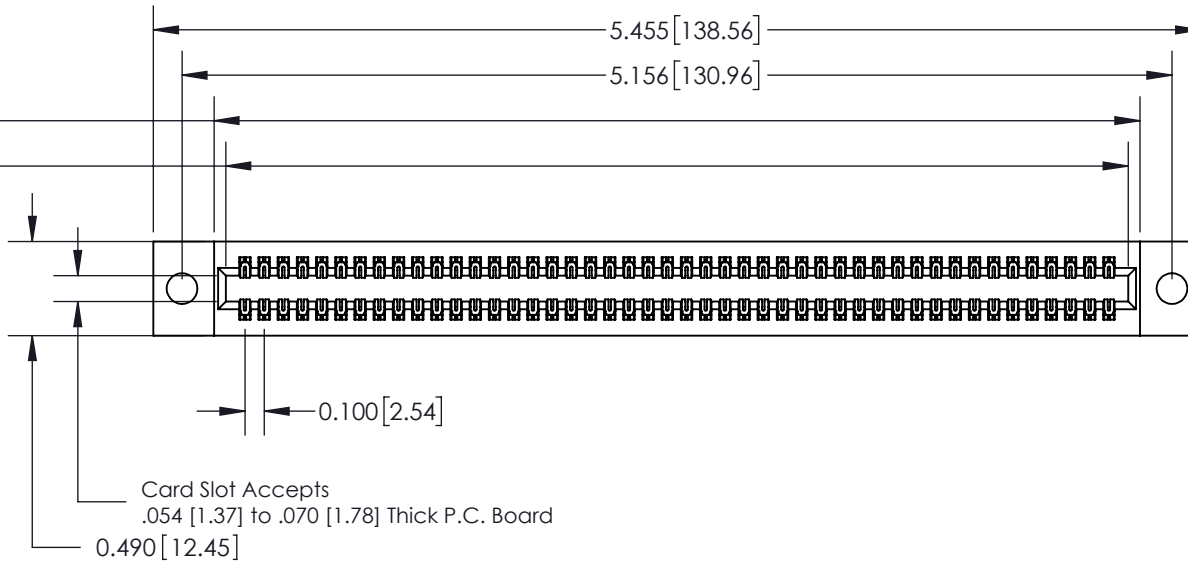 5.455[138.56]
5.156[130.96]
0.100[2.54]
Card Slot Accepts
.054 [1.37] to .070 [1.78] Thick P.C. Board
0.490[12.45]